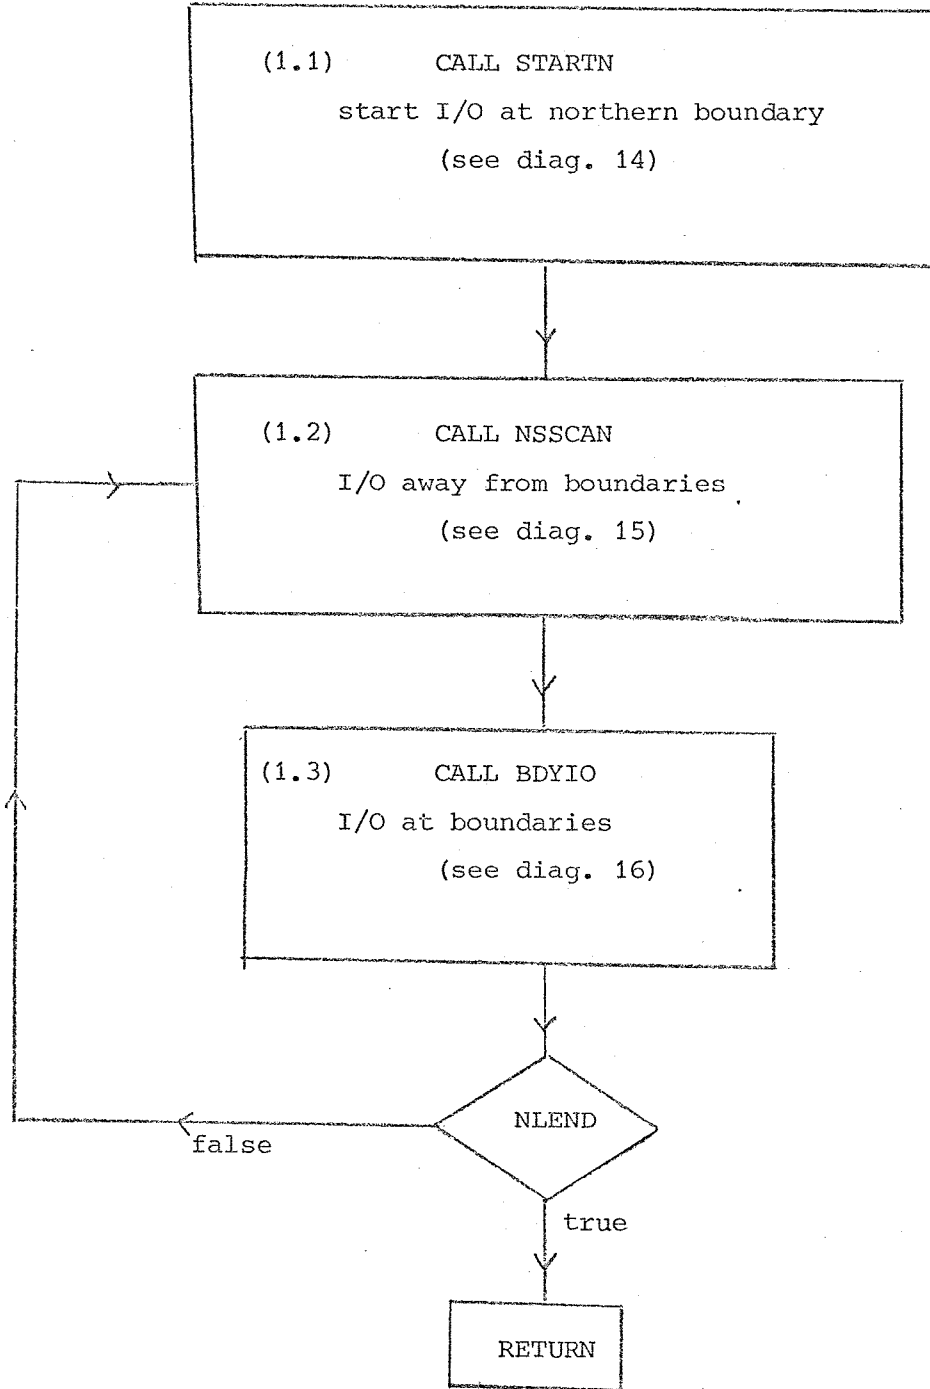 (1.1) CALL STARTN
start I/O at northern boundary
(see diag. 14)
(1.2) CALL NSSCAN
I/O away from boundaries
(see diag. 15)
(1.3) CALL BDYIO
I/O at boundaries
(see diag. 16)
NLEND
false
true
RETURN